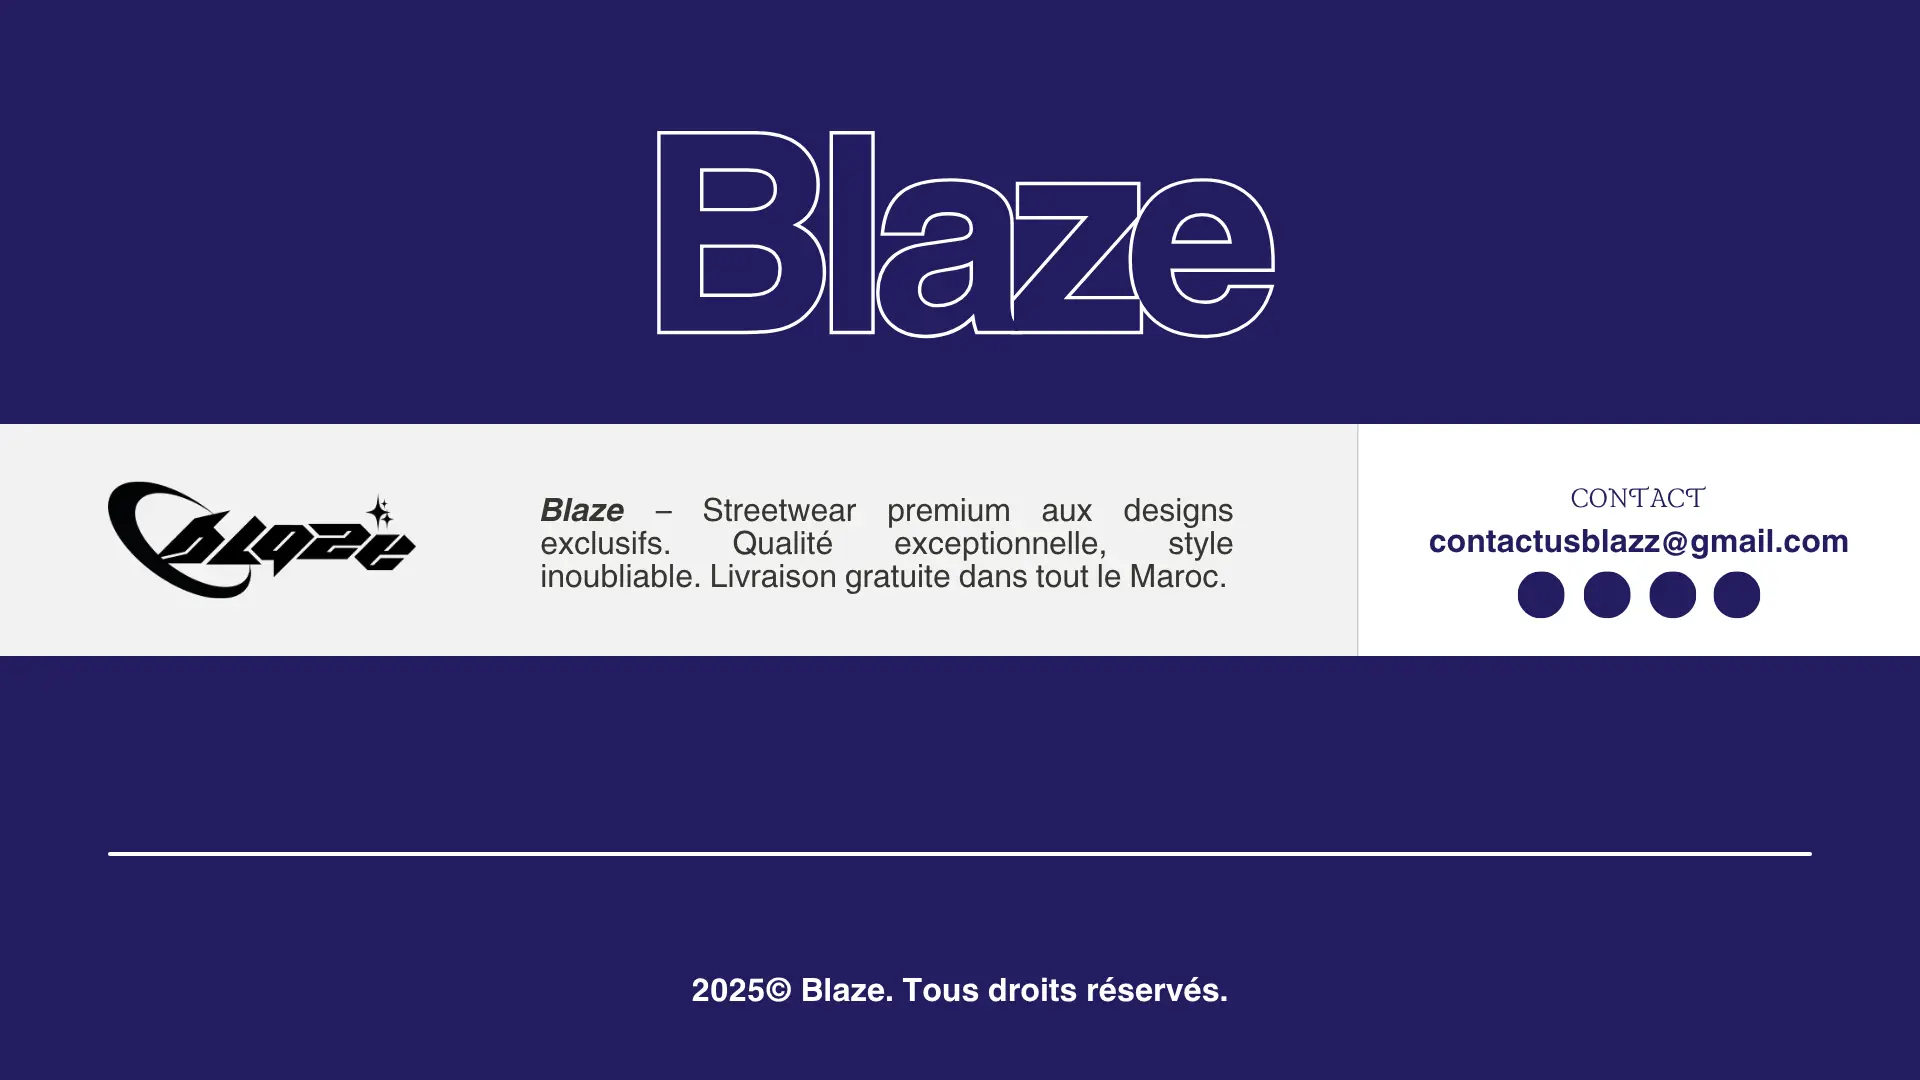 Blaze
blaze
Blaze – Streetwear premium aux designs
exclusifs. Qualité exceptionnelle, style
inoubliable. Livraison gratuite dans tout le Maroc.
CONTACT
contactusblazz@gmail.com
2025© Blaze. Tous droits réservés.